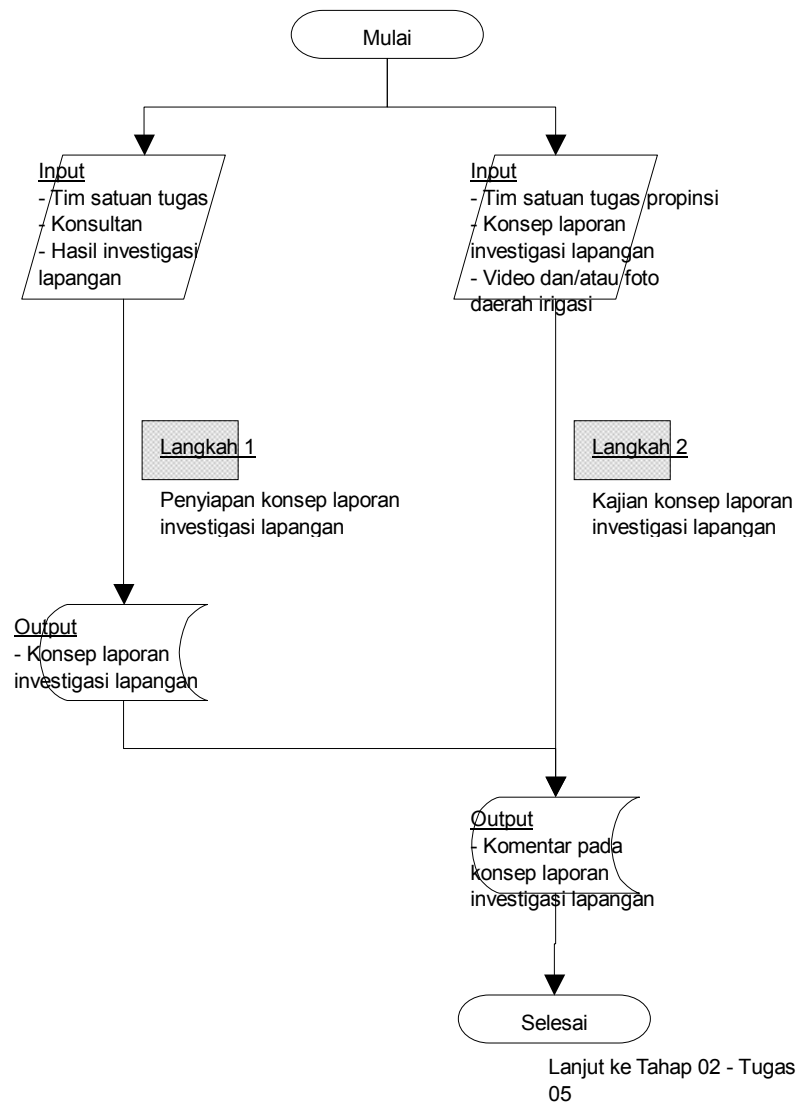 Mulai
Input
- Tim satuan tugas
- Konsultan
- Hasil investigasi
lapangan
Input
- Tim satuan tugas propinsi
- Konsep laporan
investigasi lapangan
- Video dan/atau foto
daerah irigasi
Langkah 1
Penyiapan konsep laporan
investigasi lapangan
Langkah 2
Kajian konsep laporan
investigasi lapangan
Output
- Konsep laporan
investigasi lapangan
Output
- Komentar pada
konsep laporan
investigasi lapangan
Selesai
Lanjut ke Tahap 02 - Tugas
05